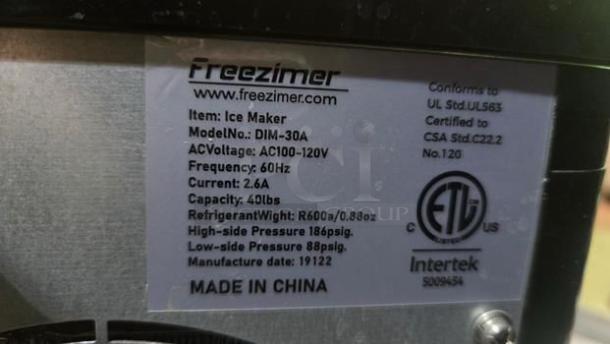 Freezimer
www.freezimer.com
Item: Ice Maker
ModelNo.: DIM-30A
ACVoltage: AC100-120V
Frequency: 60Hz
Current: 2.6A
Capacity: 40lbs
RefrigerantWight: R600a/0.88oz
High-side Pressure 186psig.
Low-side Pressure 88psig.
Manufacture date: 19122
MADE IN CHINA
Conforms to
UL Std.UL563
Certified to
CSA Std.C22.2
No.120
C ETL US
Intertek
5009454
ci
GROUP